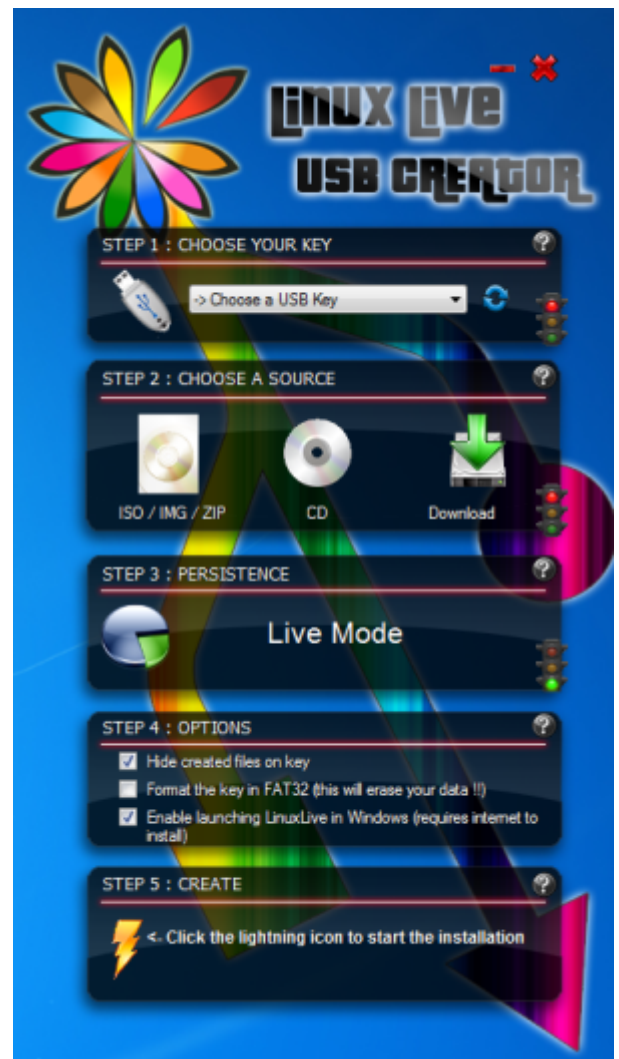 Linux Live
USB Creator
STEP 1 : CHOOSE YOUR KEY
-> Choose a USB Key
STEP 2 : CHOOSE A SOURCE
ISO / IMG / ZIP
CD
Download
STEP 3 : PERSISTENCE
Live Mode
STEP 4 : OPTIONS
Hide created files on key
Format the key in FAT32 (this will erase your data !!)
Enable launching LinuxLive in Windows (requires internet to
install)
STEP 5 : CREATE
<- Click the lightning icon to start the installation